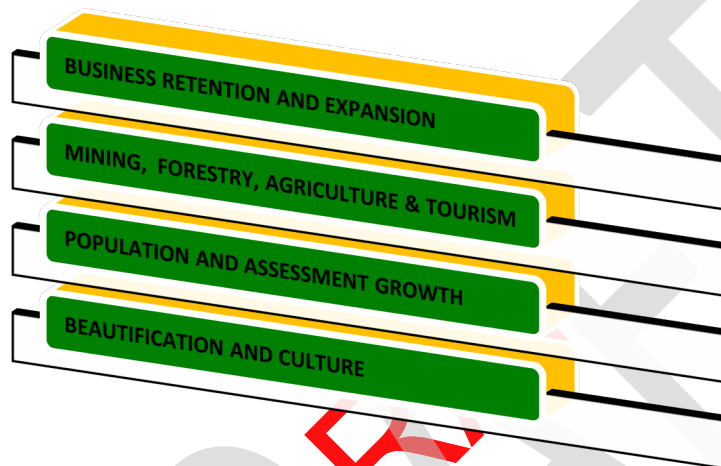 BUSINESS RETENTION AND EXPANSION
MINING, FORESTRY, AGRICULTURE & TOURISM
POPULATION AND ASSESSMENT GROWTH
BEAUTIFICATION AND CULTURE